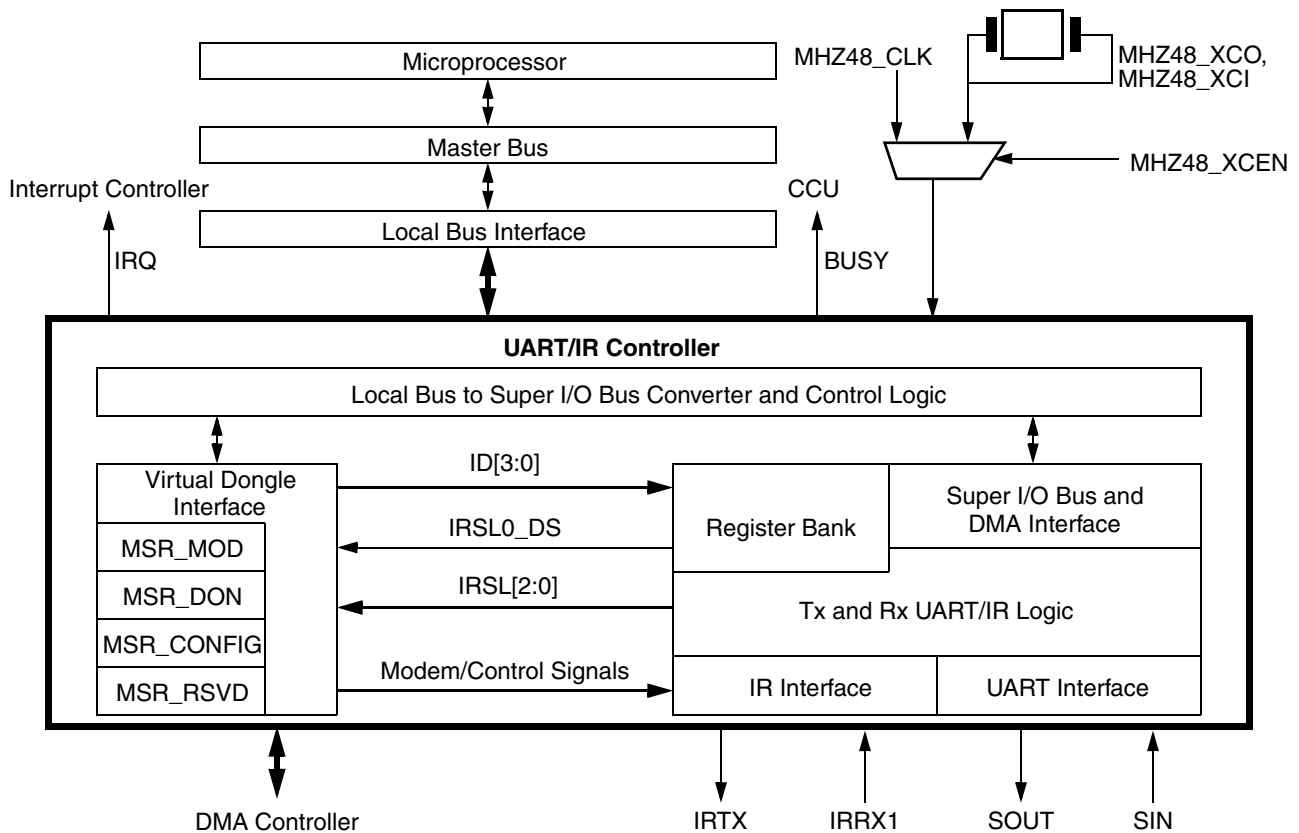 Microprocessor
MHZ48_CLK
MHZ48_XCO,
MHZ48_XCI
Master Bus
MHZ48_XCEN
Interrupt Controller
CCU
Local Bus Interface
IRQ
BUSY
UART/IR Controller
Local Bus to Super I/O Bus Converter and Control Logic
Virtual Dongle
Interface
MSR_MOD
MSR_DON
MSR_CONFIG
MSR_RSVD
ID[3:0]
IRSL0_DS
IRSL[2:0]
Modem/Control Signals
Register Bank
Super I/O Bus and
DMA Interface
Tx and Rx UART/IR Logic
IR Interface
UART Interface
DMA Controller
IRTX
IRRX1
SOUT
SIN